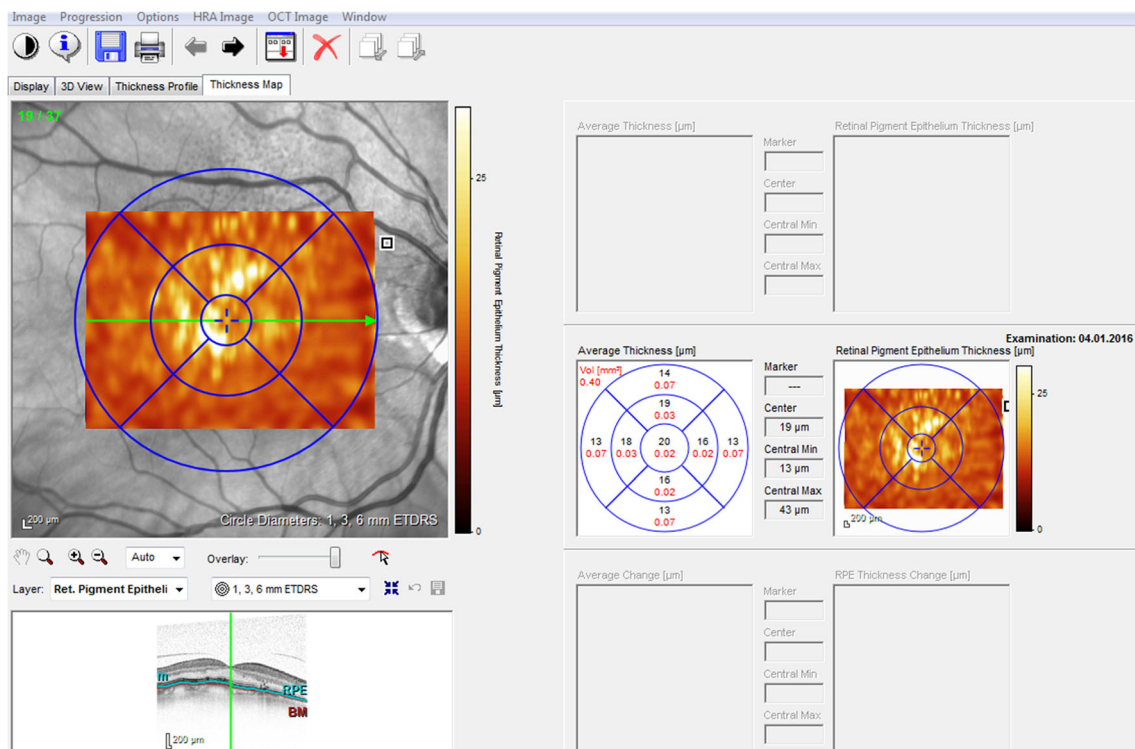 Image Progression Options HRA Image OCT Image Window
Display 3D View Thickness Profile Thickness Map
19 / 37
25
0
Retinal Pigment Epithelium Thickness [µm]
200 µm
Circle Diameters: 1, 3, 6 mm ETDRS
Auto
Overlay:
Layer: Ret. Pigment Epitheli
1, 3, 6 mm ETDRS
RPE
BM
200 µm
Average Thickness [µm]
Marker
Center
Central Min
Central Max
Retinal Pigment Epithelium Thickness [µm]
Examination: 04.01.2016
Average Thickness [µm]
Vol [mm³]
0.40
14
0.07
19
0.03
13 18 20 16 13
0.07 0.03 0.02 0.02 0.07
16
0.02
13
0.07
Marker
---
Center
19 µm
Central Min
13 µm
Central Max
43 µm
Retinal Pigment Epithelium Thickness [µm]
25
0
200 µm
Average Change [µm]
Marker
Center
Central Min
Central Max
RPE Thickness Change [µm]